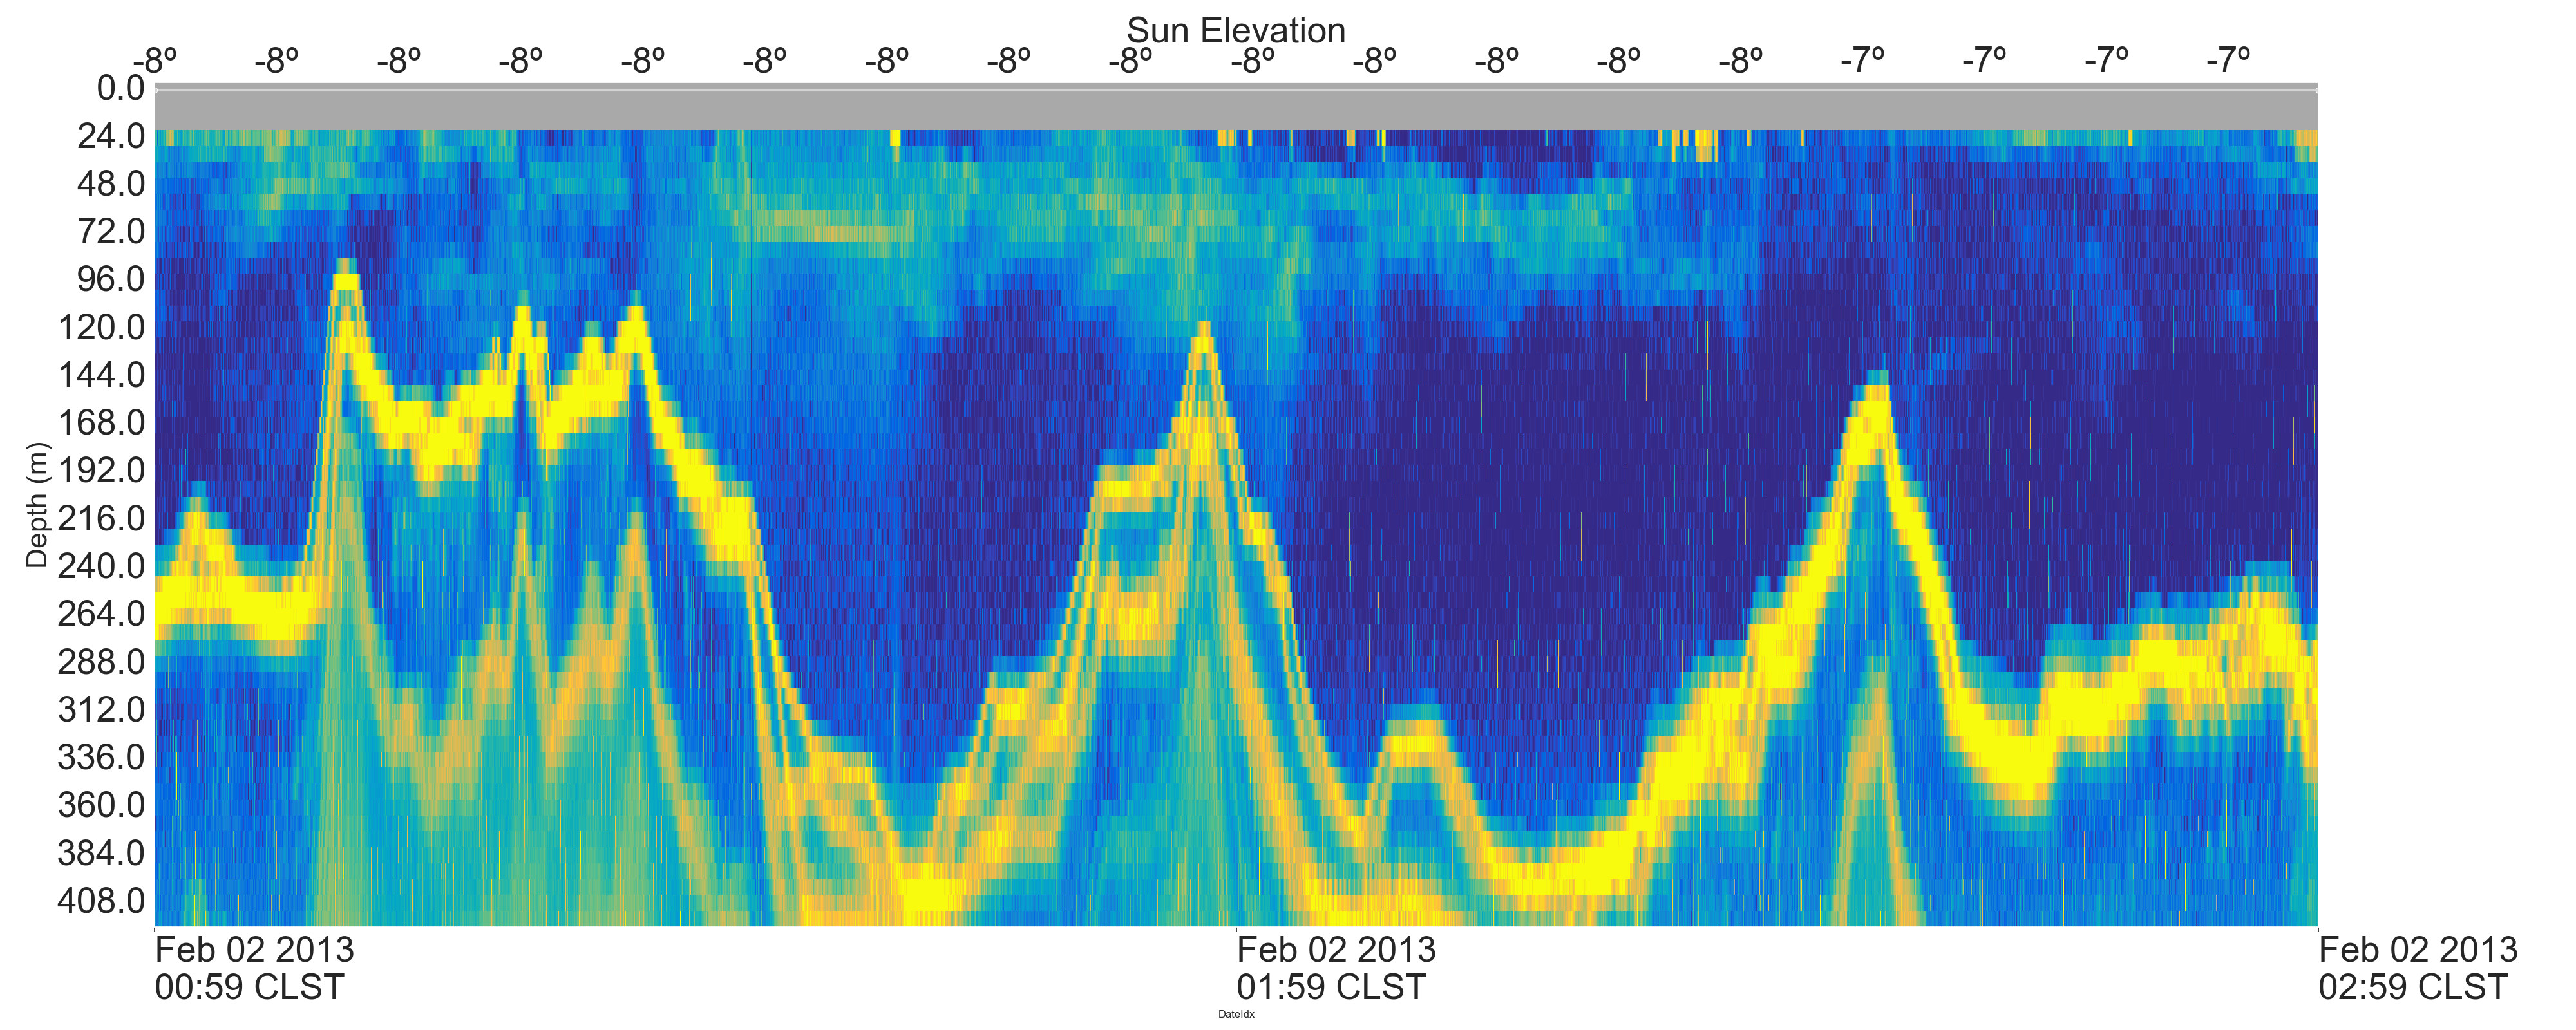 Sun Elevation
-8º -8º -8º -8º -8º -8º -8º -8º -8º -8º -8º -8º -8º -8º -7º -7º -7º -7º
0.0
24.0
48.0
72.0
96.0
120.0
144.0
168.0
192.0
216.0
240.0
264.0
288.0
312.0
336.0
360.0
384.0
408.0
Depth (m)
Feb 02 2013
00:59 CLST
Feb 02 2013
01:59 CLST
Feb 02 2013
02:59 CLST
DateIdx